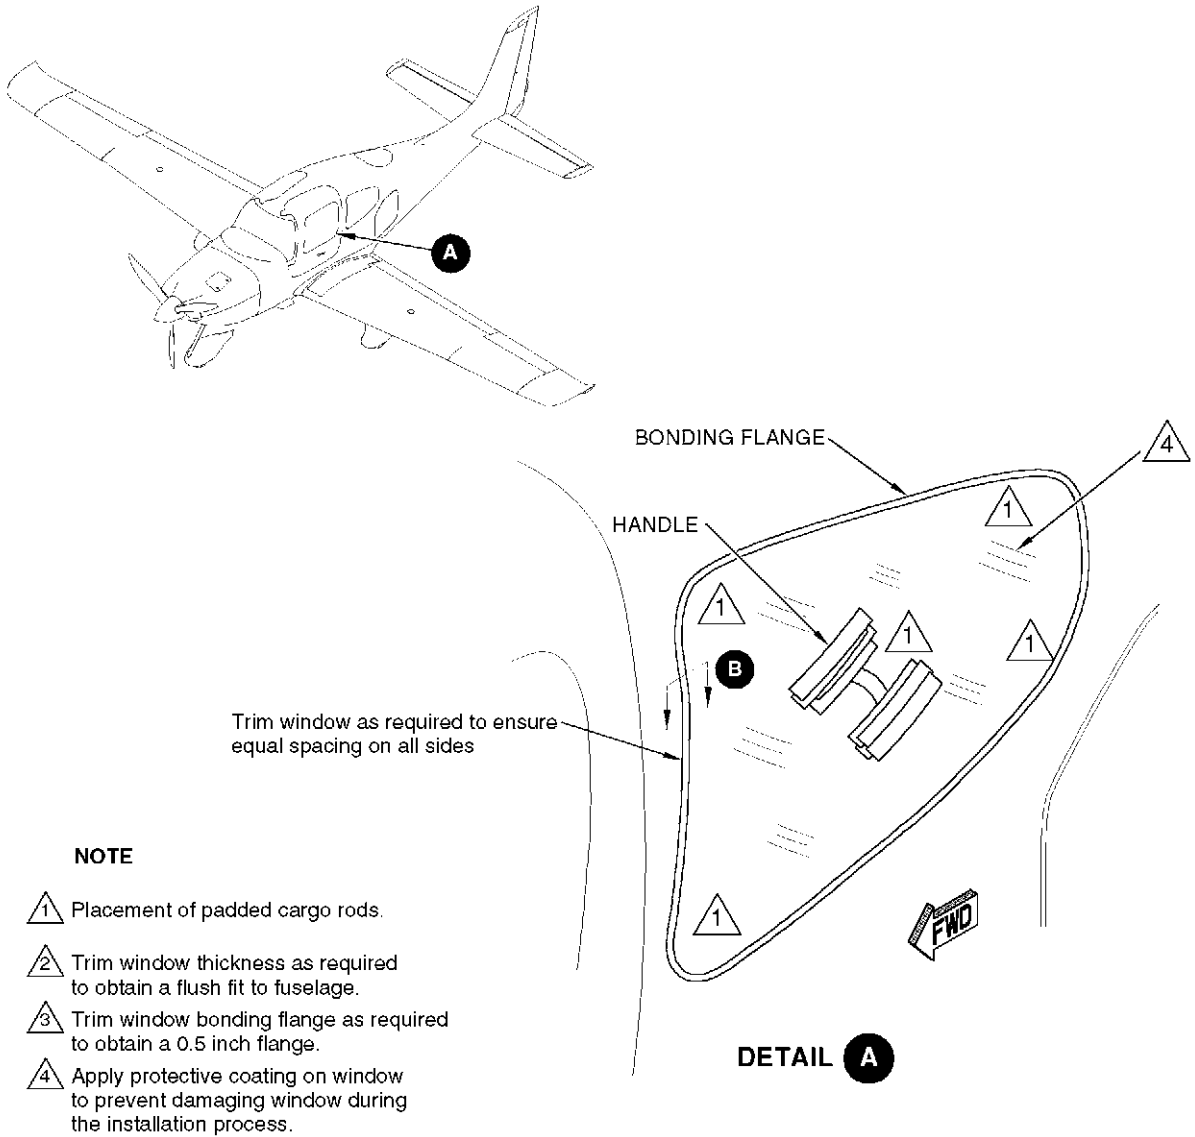 A
BONDING FLANGE
4
1
HANDLE
1
1
1
B
Trim window as required to ensure
equal spacing on all sides
NOTE
1 Placement of padded cargo rods.
1
FWD
2 Trim window thickness as required
to obtain a flush fit to fuselage.
3 Trim window bonding flange as required
to obtain a 0.5 inch flange.
DETAIL A
4 Apply protective coating on window
to prevent damaging window during
the installation process.